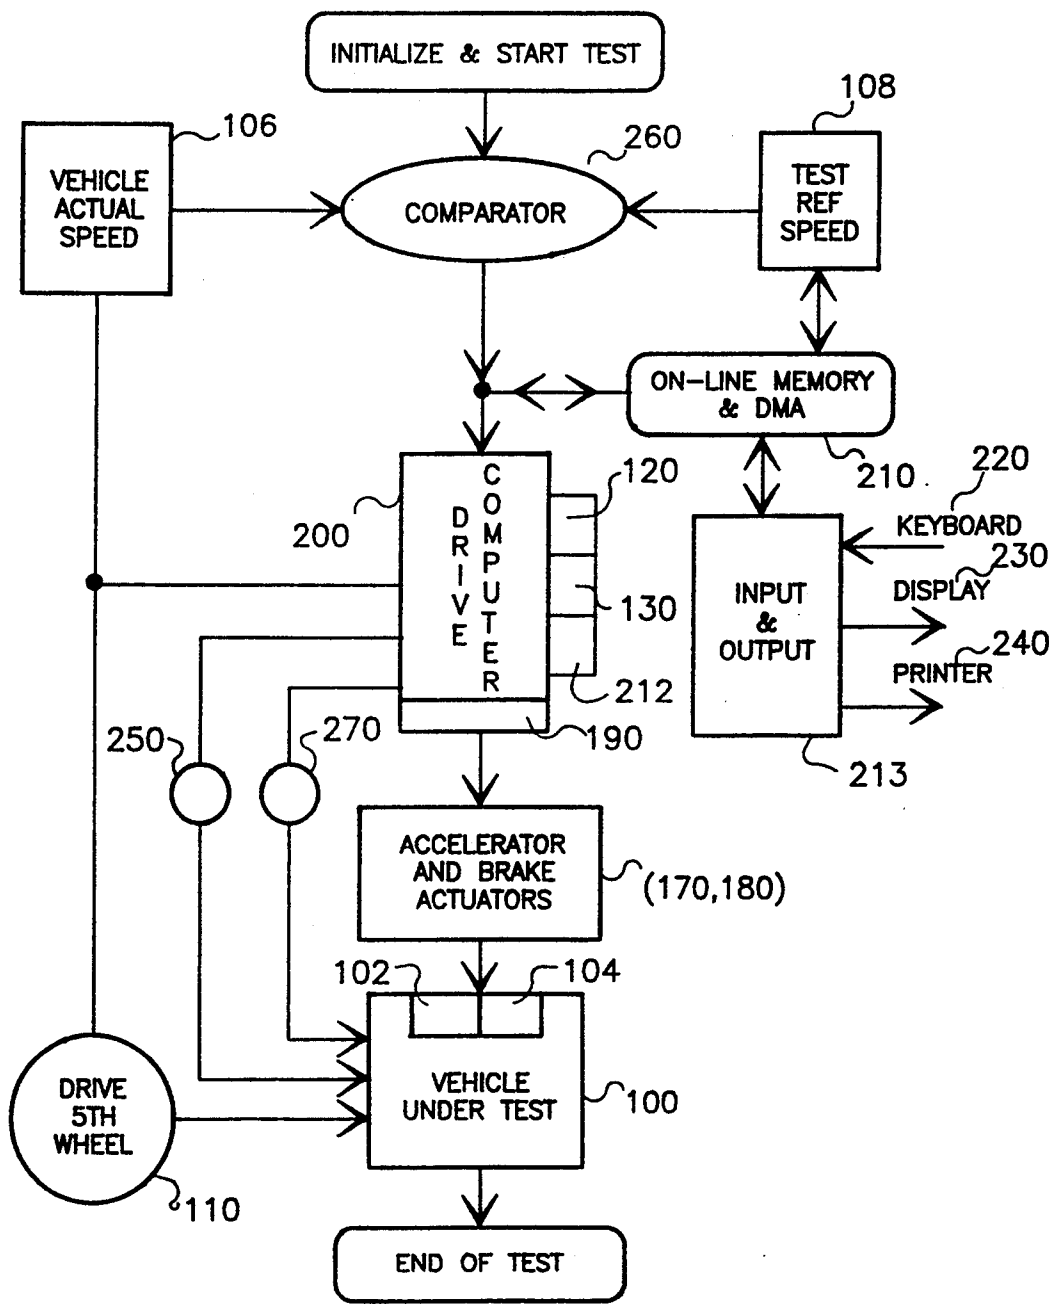 INITIALIZE & START TEST
106
VEHICLE
ACTUAL
SPEED
260
COMPARATOR
108
TEST
REF
SPEED
ON-LINE MEMORY
& DMA
210
200
DRIVE
COMPUTER
120
130
212
190
220
KEYBOARD
230
DISPLAY
240
PRINTER
INPUT
&
OUTPUT
213
250
270
ACCELERATOR
AND BRAKE
ACTUATORS
(170,180)
102
104
VEHICLE
UNDER TEST
100
DRIVE
5TH
WHEEL
110
END OF TEST